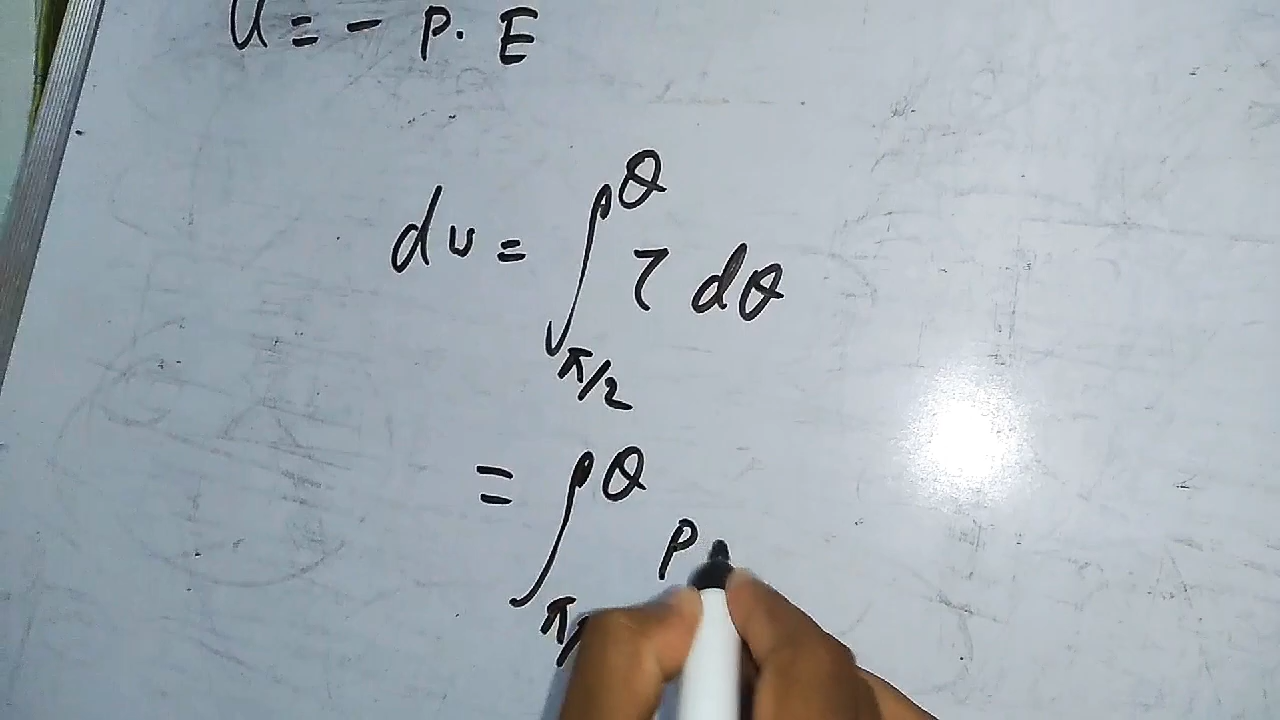 U = - P. E
du = ∫_{π/2}^{θ} τ dθ
= ∫_{π/}^{θ} P